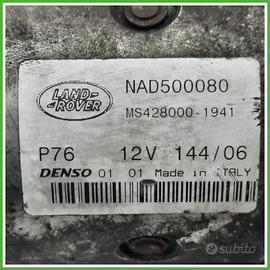 LAND-
ROVER
NAD500080
MS428000-1941
P76 12V 144/06
DENSO 01 01 Made in ITALY
subito